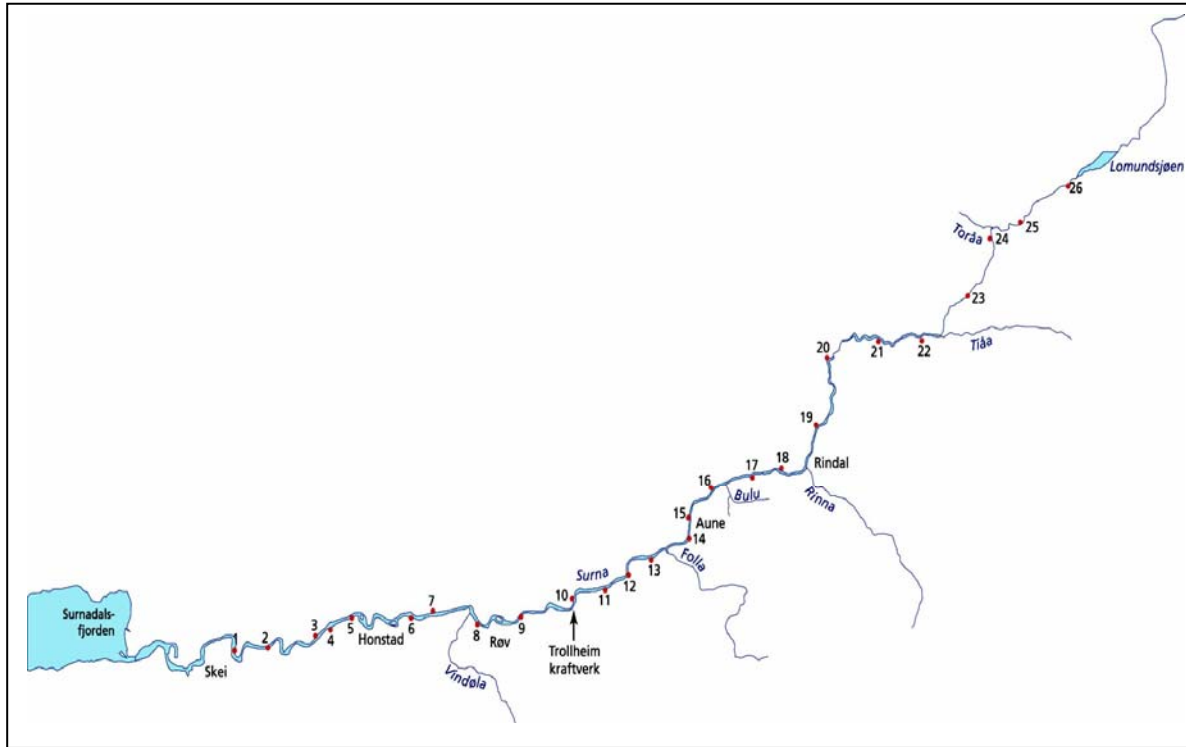 Lomundsjøen
26
25
Toråa
24
23
20
21
22
Tiåa
19
18
17
Rindal
16
Bulu
Rinna
15
Aune
14
Folla
13
Surna
12
11
10
7
Surnadals-
fjorden
3
5
6
4
Honstad
9
8
Røv
1
2
Trollheim
kraftverk
Skei
Vindøla